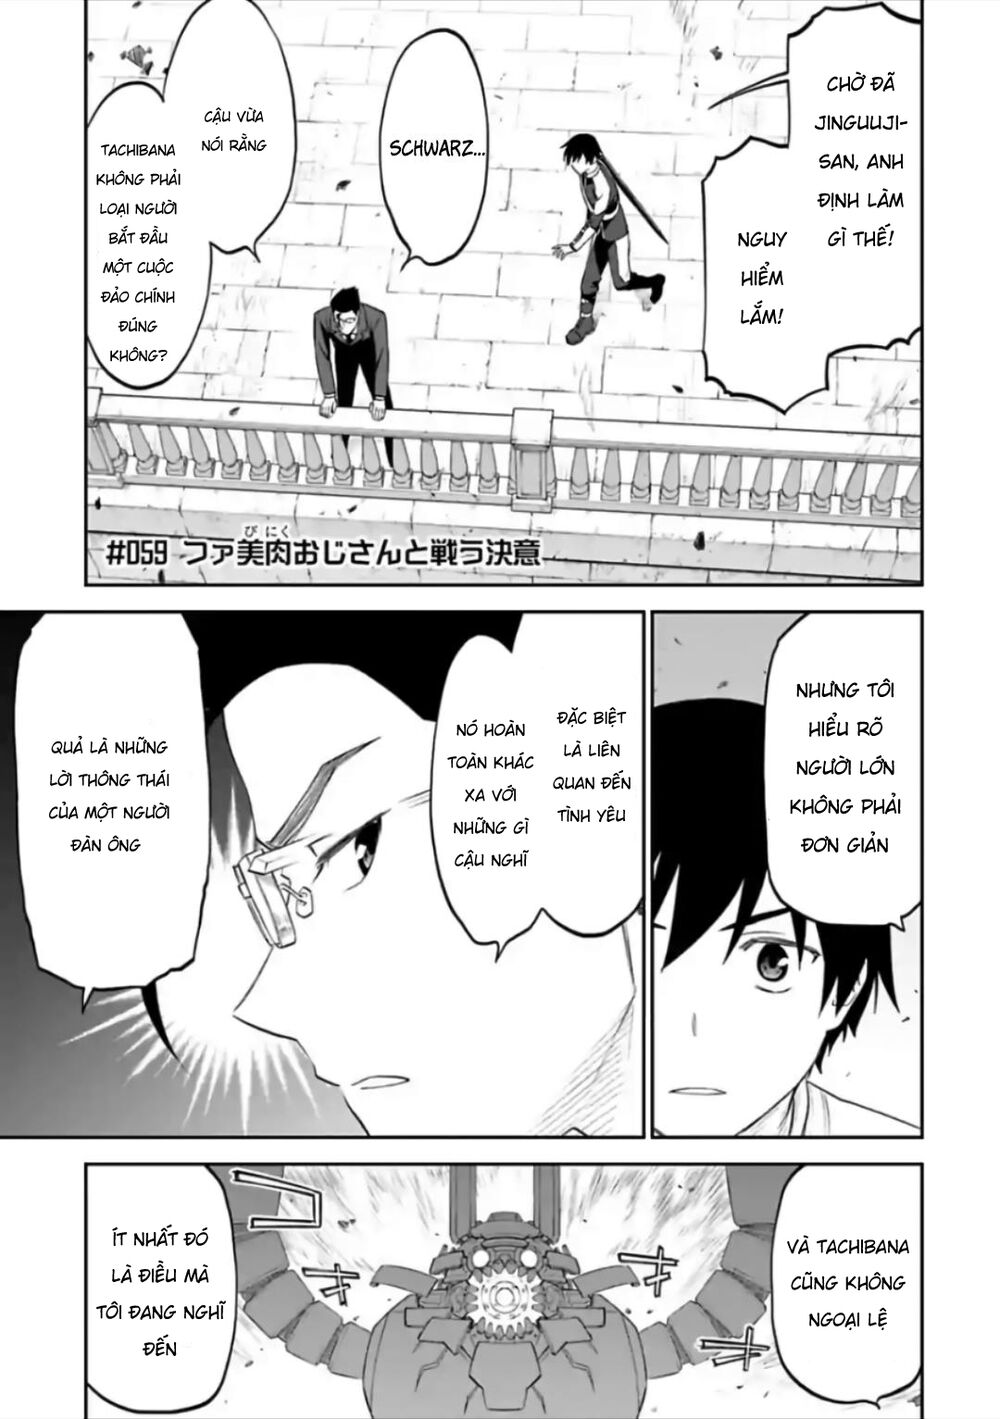 CHỜ ĐÃ
JINGUUJI-
SAN, ANH
ĐỊNH LÀM
GÌ THẾ!
NGUY
HIỂM
LẮM!
SCHWARZ...
CẬU VỪA
NÓI RẰNG
TACHIBANA
KHÔNG PHẢI
LOẠI NGƯỜI
BẮT ĐẦU
MỘT CUỘC
ĐẢO CHÍNH
ĐÚNG
KHÔNG?
びにく
#059 ファ美肉おじさんと戦う決意
NHƯNG TÔI
HIỂU RÕ
NGƯỜI LỚN
KHÔNG PHẢI
ĐƠN GIẢN
ĐẶC BIỆT
LÀ LIÊN
QUAN ĐẾN
TÌNH YÊU
NÓ HOÀN
TOÀN KHÁC
XA VỚI
NHỮNG GÌ
CẬU NGHĨ
QUẢ LÀ NHỮNG
LỜI THÔNG THÁI
CỦA MỘT NGƯỜI
ĐÀN ÔNG
VÀ TACHIBANA
CŨNG KHÔNG
NGOẠI LỆ
ÍT NHẤT ĐÓ
LÀ ĐIỀU MÀ
TÔI ĐANG NGHĨ
ĐẾN